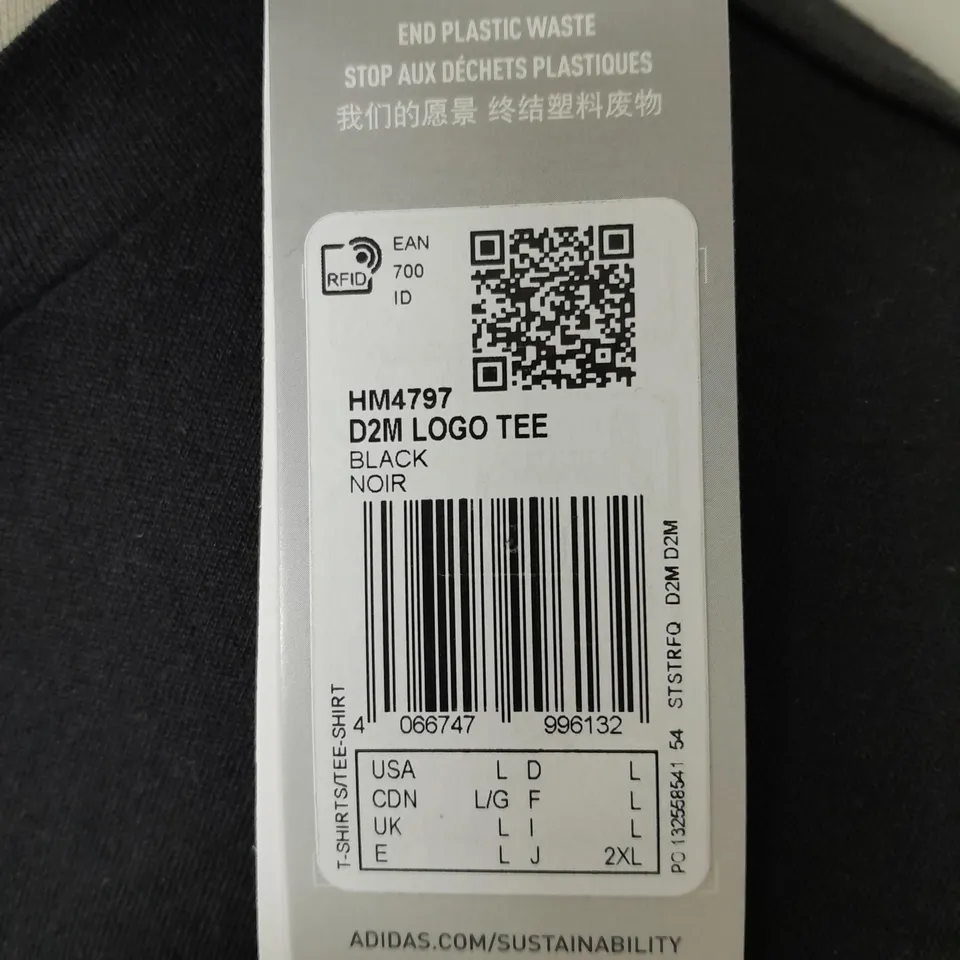 END PLASTIC WASTE
STOP AUX DÉCHETS PLASTIQUES
我们的愿景 终结塑料废物
RFID
EAN
700
ID
HM4797
D2M LOGO TEE
BLACK
NOIR
4 066747 996132
T-SHIRTS/TEE-SHIRT
PO 132558541 54 STSTRFQ D2M D2M
USA L D L
CDN L/G F L
UK L I L
E L J 2XL
ADIDAS.COM/SUSTAINABILITY